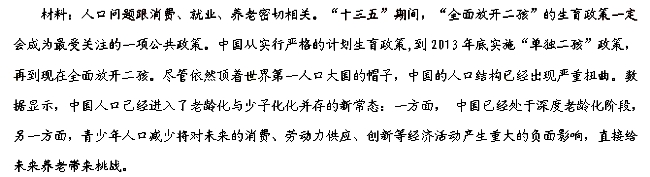 材料：人口问题跟消费、就业、养老密切相关。“十三五”期间，“全面放开二孩”的生育政策一定
会成为最受关注的一项公共政策。中国从实行严格的计划生育政策,到 2013 年底实施“单独二孩”政策，
再到现在全面放开二孩。尽管依然顶着世界第一人口大国的帽子，中国的人口结构已经出现严重扭曲。数
据显示，中国人口已经进入了老龄化与少子化化并存的新常态：一方面， 中国已经处于深度老龄化阶段，
另一方面，青少年人口减少将对未来的消费、劳动力供应、创新等经济活动产生重大的负面影响，直接给
未来养老带来挑战。